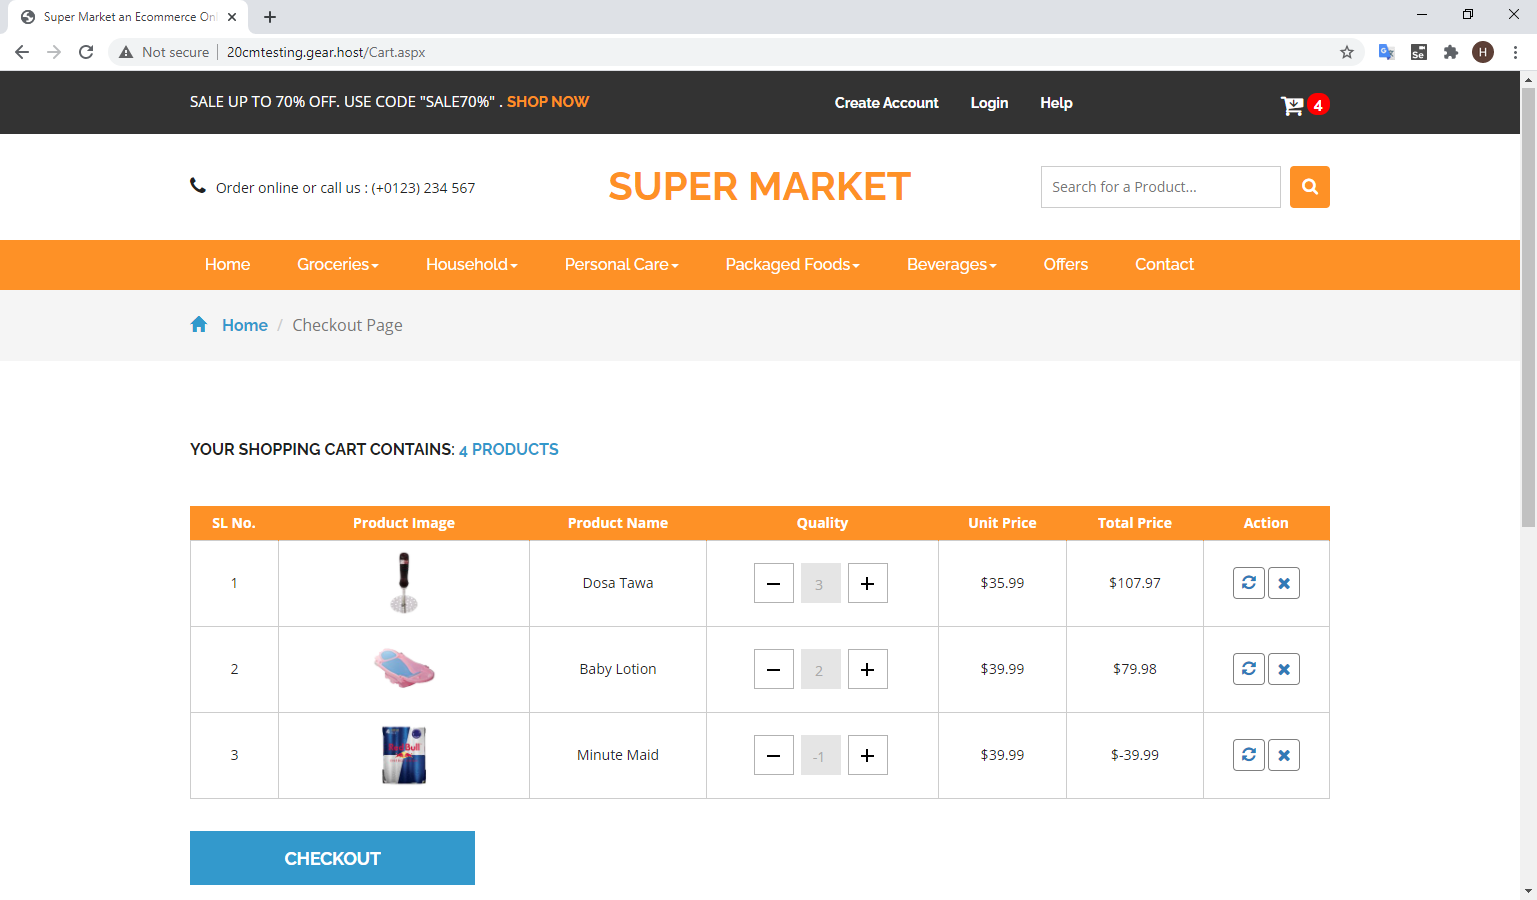 Super Market an Ecommerce Onl
Not secure
20cmtesting.gear.host/Cart.aspx
Se
H
SALE UP TO 70% OFF. USE CODE "SALE70%" . SHOP NOW
Create Account
Login
Help
4
Order online or call us : (+0123) 234 567
SUPER MARKET
Search for a Product...
Home
Groceries
Household
Personal Care
Packaged Foods
Beverages
Offers
Contact
Home / Checkout Page
YOUR SHOPPING CART CONTAINS: 4 PRODUCTS
SL No. Product Image Product Name Quality Unit Price Total Price Action
1 Dosa Tawa − 3 + $35.99 $107.97
2 Baby Lotion − 2 + $39.99 $79.98
3 RedBull Minute Maid − -1 + $39.99 $-39.99
CHECKOUT